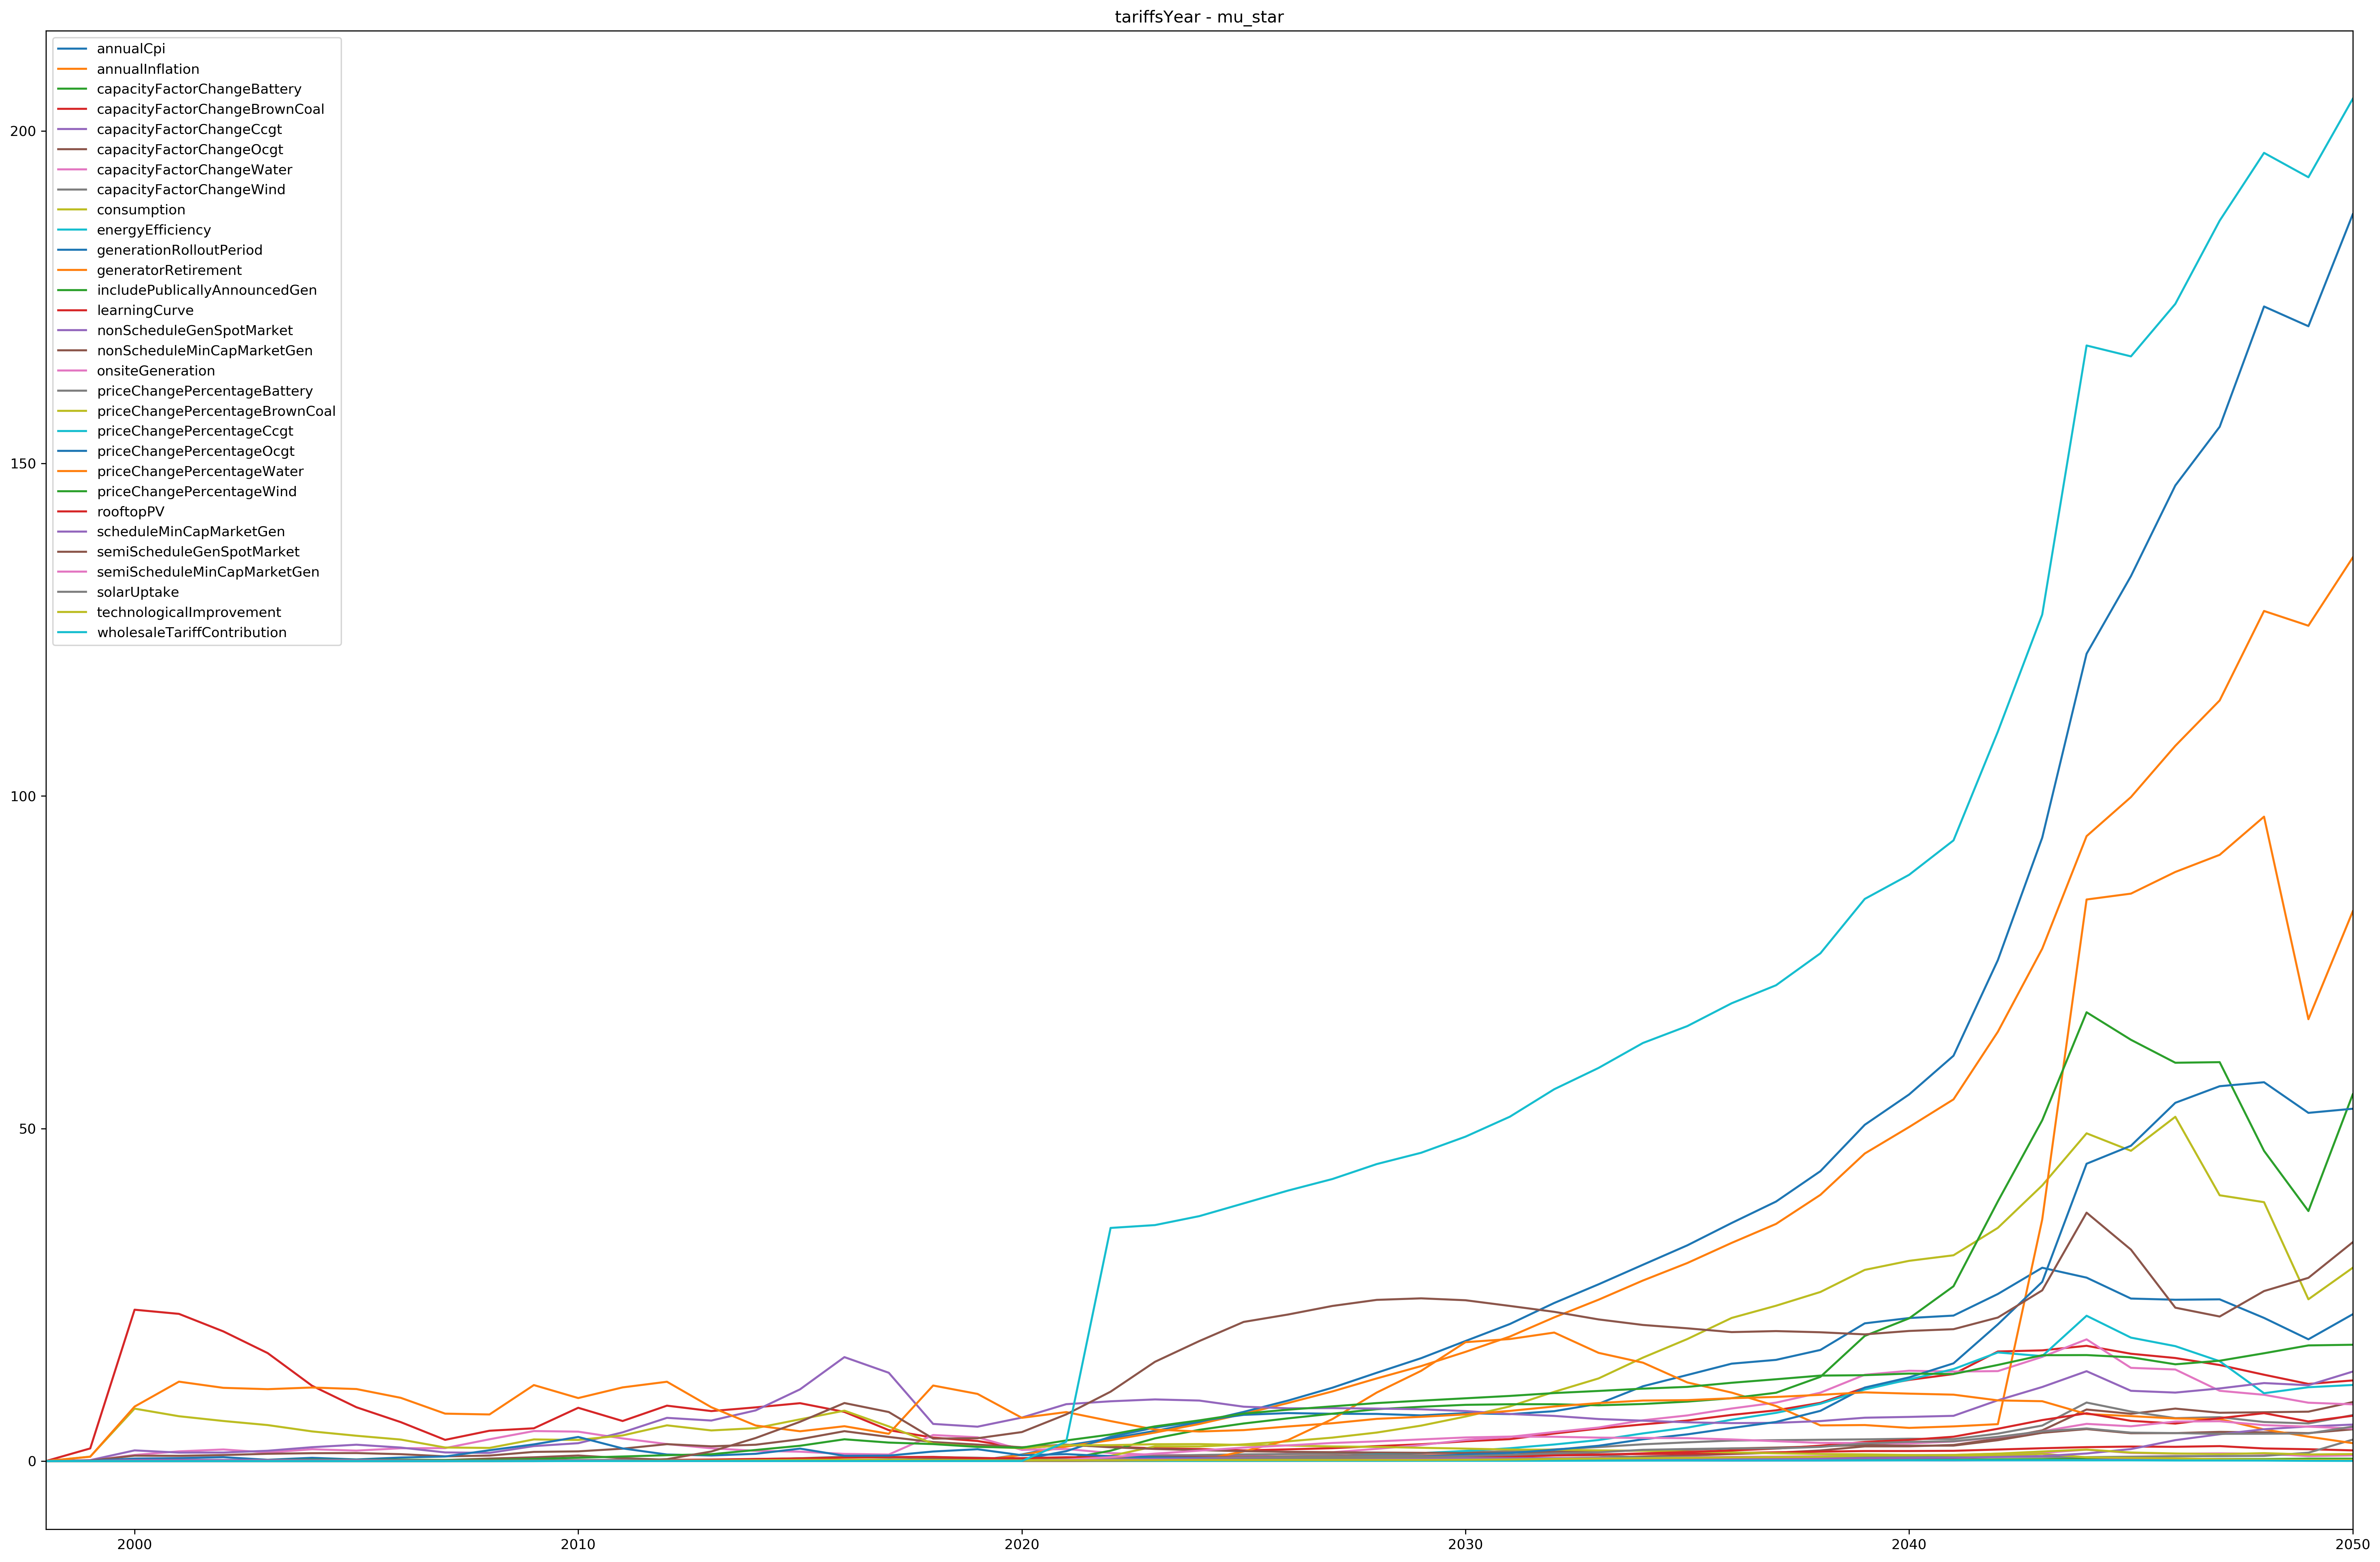 tariffsYear - mu_star
annualCpi
annualInflation
capacityFactorChangeBattery
capacityFactorChangeBrownCoal
capacityFactorChangeCcgt
capacityFactorChangeOcgt
capacityFactorChangeWater
capacityFactorChangeWind
consumption
energyEfficiency
generationRolloutPeriod
generatorRetirement
includePublicallyAnnouncedGen
learningCurve
nonScheduleGenSpotMarket
nonScheduleMinCapMarketGen
onsiteGeneration
priceChangePercentageBattery
priceChangePercentageBrownCoal
priceChangePercentageCcgt
priceChangePercentageOcgt
priceChangePercentageWater
priceChangePercentageWind
rooftopPV
scheduleMinCapMarketGen
semiScheduleGenSpotMarket
semiScheduleMinCapMarketGen
solarUptake
technologicalImprovement
wholesaleTariffContribution
200
150
100
50
0
2000 2010 2020 2030 2040 2050